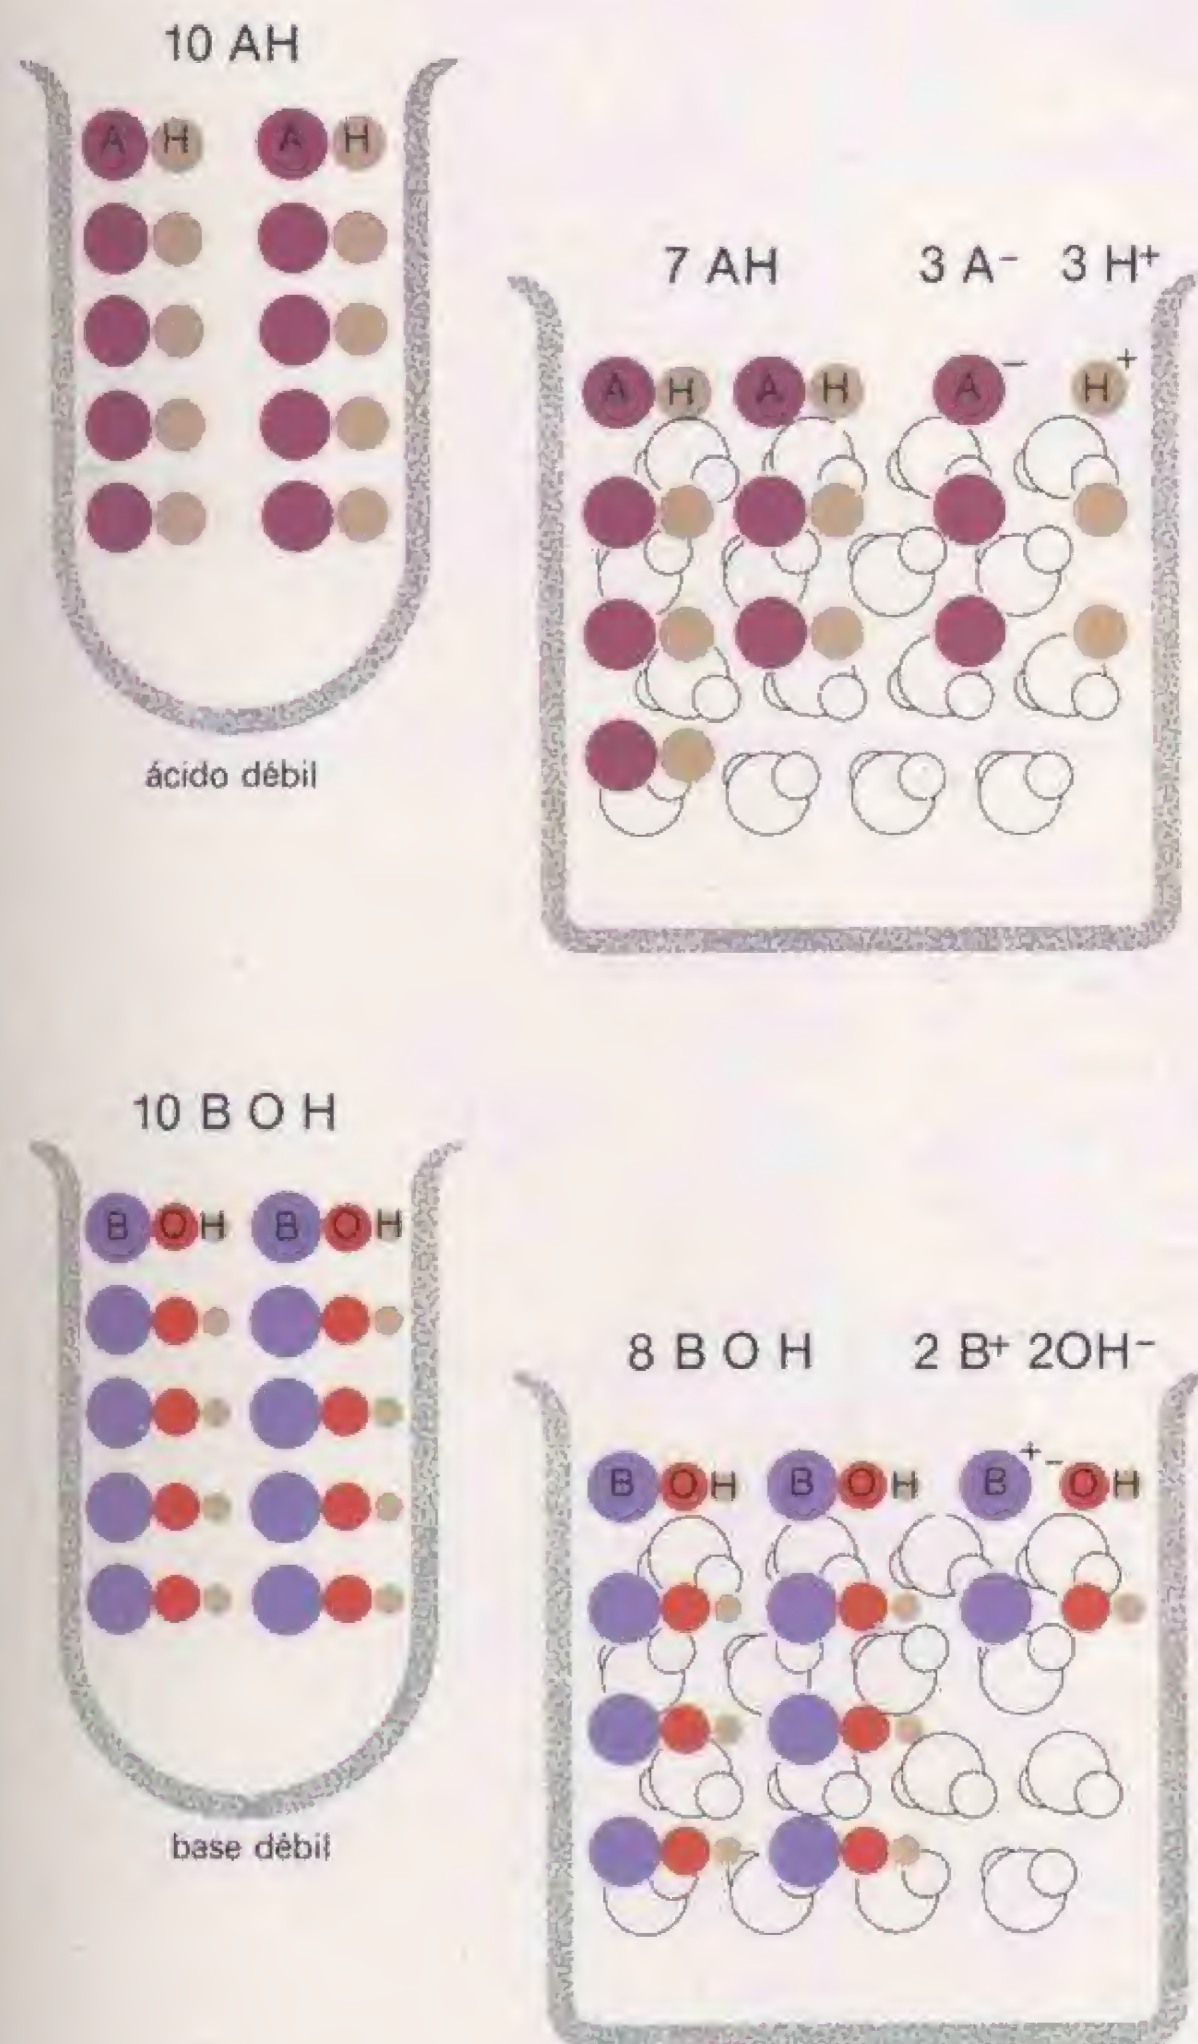 10 AH
A H A H
ácido débil
7 AH 3 A⁻ 3 H⁺
A H A H A⁻ H⁺
10 B O H
B O H B O H
base débil
8 B O H 2 B⁺ 2OH⁻
B O H B O H B⁺ ⁻O H